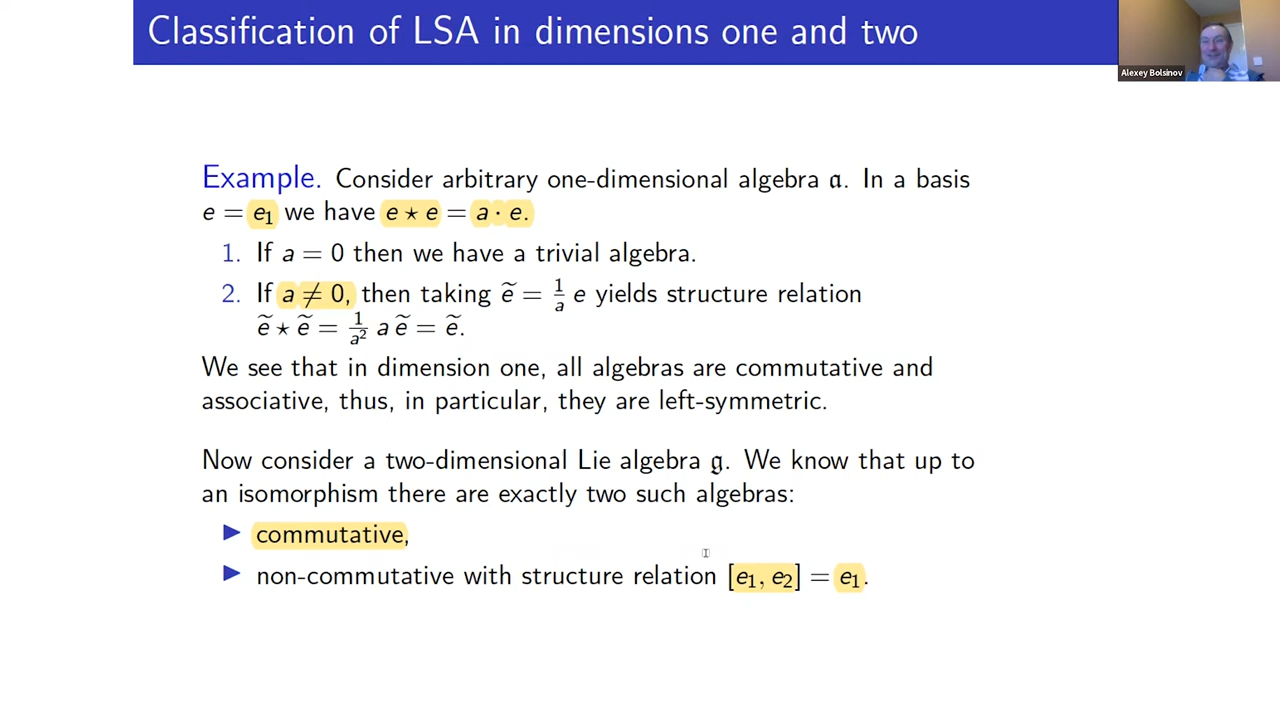 Classification of LSA in dimensions one and two
Alexey Bolsinov
Example. Consider arbitrary one-dimensional algebra 𝔞. In a basis
e = e₁ we have e ⋆ e = a · e.
1. If a = 0 then we have a trivial algebra.
2. If a ≠ 0, then taking ẽ = 1/a e yields structure relation
ẽ ⋆ ẽ = 1/a² a ẽ = ẽ.
We see that in dimension one, all algebras are commutative and
associative, thus, in particular, they are left-symmetric.
Now consider a two-dimensional Lie algebra 𝔤. We know that up to
an isomorphism there are exactly two such algebras:
▶ commutative,
▶ non-commutative with structure relation [e₁, e₂] = e₁.